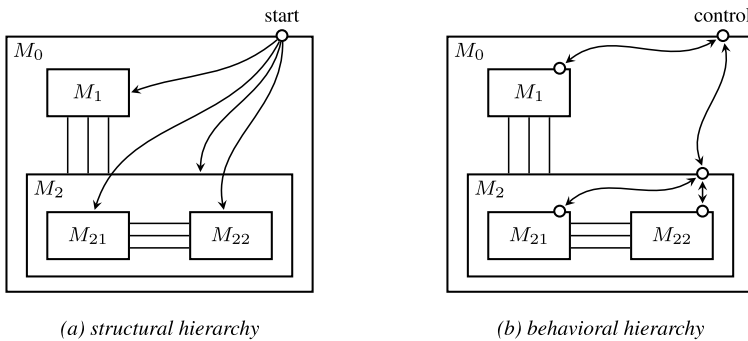 start
control
M0
M0
M1
M1
M2
M2
M21
M22
M21
M22
(a) structural hierarchy
(b) behavioral hierarchy